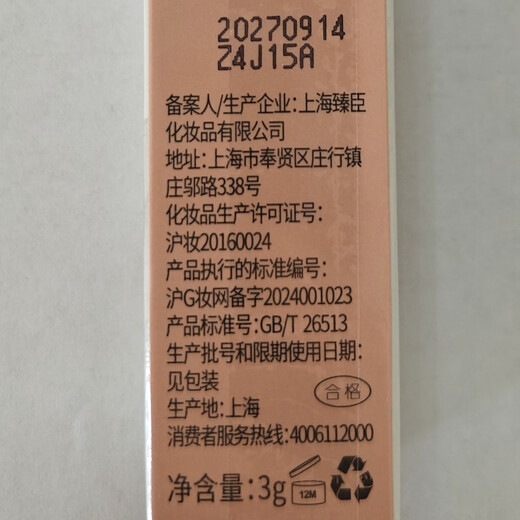 20270914
Z4J15A
备案人/生产企业:上海臻臣
化妆品有限公司
地址:上海市奉贤区庄行镇
庄邬路338号
化妆品生产许可证号:
沪妆20160024
产品执行的标准编号:
沪G妆网备字2024001023
产品标准号:GB/T 26513
生产批号和限期使用日期:
见包装
合格
生产地:上海
消费者服务热线:4006112000
净含量:3g
12M